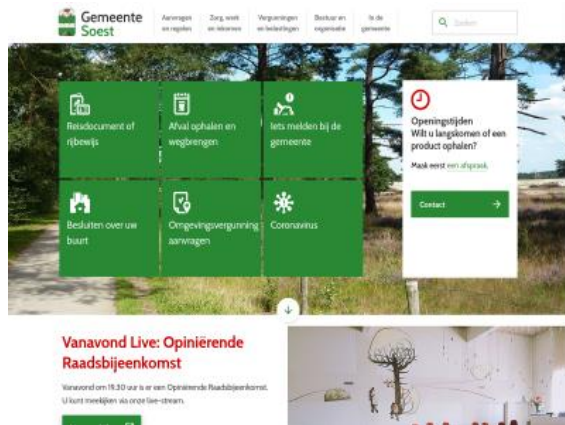 Gemeente
Soest
Aanvragen
en regelen
Zorg, werk
en inkomen
Vergunningen
en belastingen
Bestuur en
organisatie
In de
gemeente
Zoeken
Reisdocument of
rijbewijs
Afval ophalen en
wegbrengen
Iets melden bij de
gemeente
Besluiten over uw
buurt
Omgevingsvergunning
aanvragen
Coronavirus
Openingstijden
Wilt u langskomen of een
product ophalen?
Maak eerst een afspraak.
Contact
Vanavond Live: Opiniërende
Raadsbijeenkomst
Vanavond om 19.30 uur is er een Opiniërende Raadsbijeenkomst.
U kunt meekijken via onze live-stream.